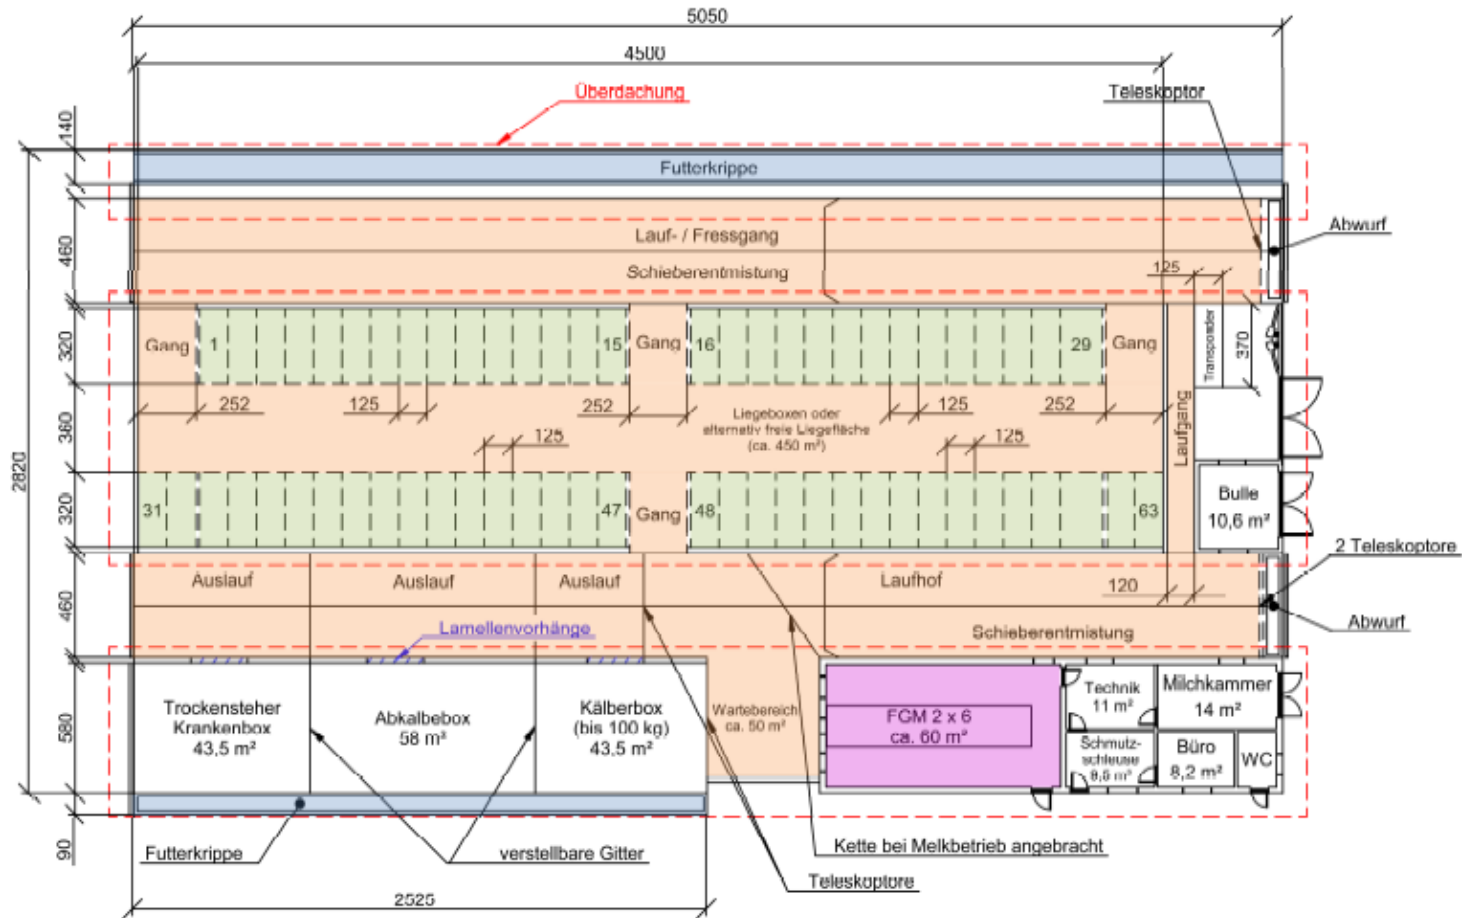 5050
4500
Überdachung
Teleskoptor
140
Futterkrippe
Abwurf
460
Lauf- / Fressgang
Schieberentmistung
125
320
Gang
1
15
Gang
16
29
Gang
Transponder
370
252
125
252
125
252
360
Liegeboxen oder
alternativ freie Liegefläche
(ca. 450 m²)
125
125
Laufgang
2820
320
31
47
Gang
48
63
Bulle
10,6 m²
2 Teleskoptore
460
Auslauf
Auslauf
Auslauf
Laufhof
120
Abwurf
Lamellenvorhänge
Schieberentmistung
580
Trockensteher
Krankenbox
43,5 m²
Abkalbebox
58 m²
Kälberbox
(bis 100 kg)
43,5 m²
Wartebereich
ca. 50 m²
FGM 2 x 6
ca. 60 m²
Technik
11 m²
Milchkammer
14 m²
Schmutz-
schleuse
Büro
8,2 m²
WC
90
Futterkrippe
verstellbare Gitter
Kette bei Melkbetrieb angebracht
Teleskoptore
2525